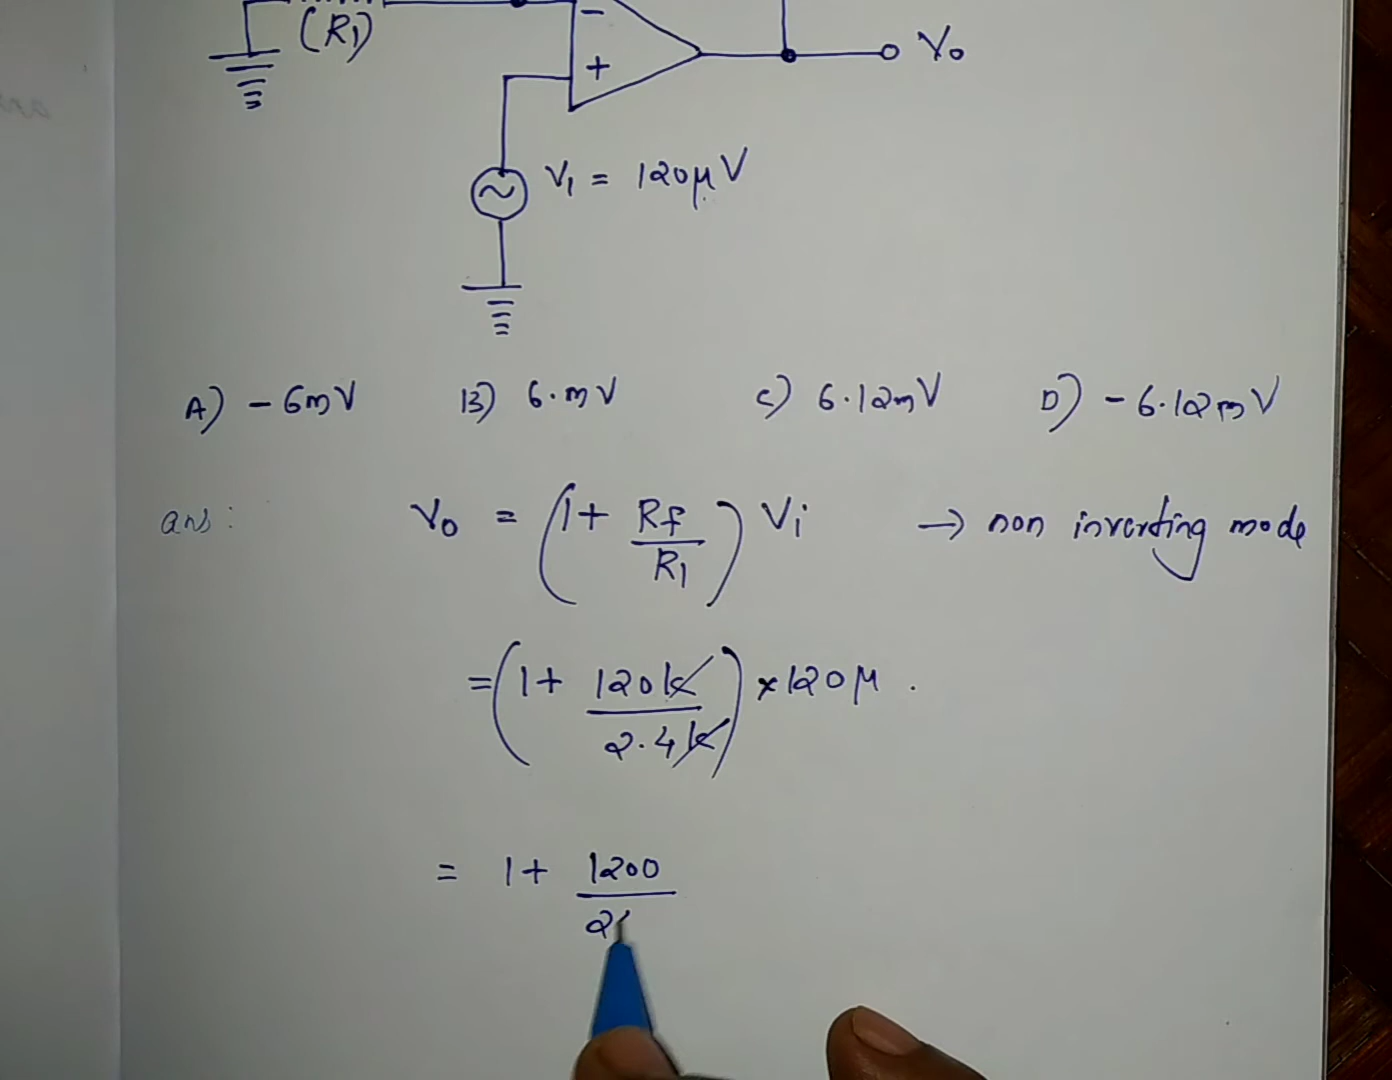 (R1)
−
+
Vo
V1 = 120μV
A) − 6mV B) 6.mV C) 6.12mV D) − 6.12mV
ans: Vo = (1 + Rf/R1) Vi → non inverting mode
= (1 + 120k/2.4k) × 120μ.
= 1 + 1200/2